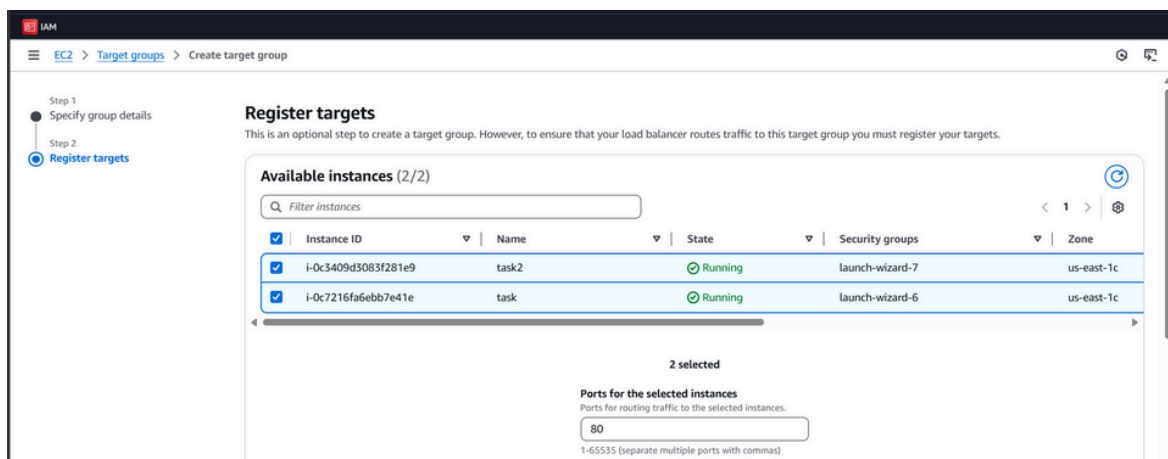 IAM
EC2 > Target groups > Create target group
Step 1
Specify group details
Step 2
Register targets
Register targets
This is an optional step to create a target group. However, to ensure that your load balancer routes traffic to this target group you must register your targets.
Available instances (2/2)
Filter instances
< 1 >
Instance ID Name State Security groups Zone
i-0c3409d3083f281e9 task2 Running launch-wizard-7 us-east-1c
i-0c7216fa6ebb7e41e task Running launch-wizard-6 us-east-1c
2 selected
Ports for the selected instances
Ports for routing traffic to the selected instances.
80
1-65535 (separate multiple ports with commas)